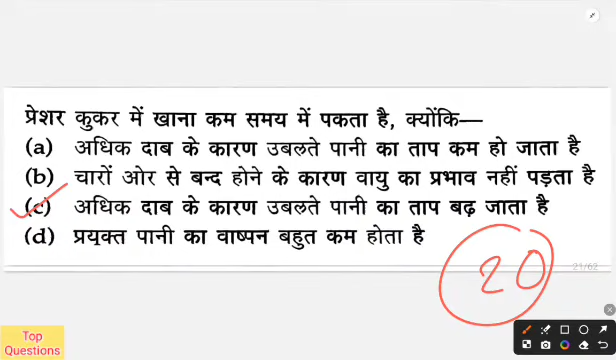 प्रेशर कुकर में खाना कम समय में पकता है, क्योंकि—
(a) अधिक दाब के कारण उबलते पानी का ताप कम हो जाता है
(b) चारों ओर से बन्द होने के कारण वायु का प्रभाव नहीं पड़ता है
(c) अधिक दाब के कारण उबलते पानी का ताप बढ़ जाता है
(d) प्रयुक्त पानी का वाष्पन बहुत कम होता है
20
21/62
Top
Questions